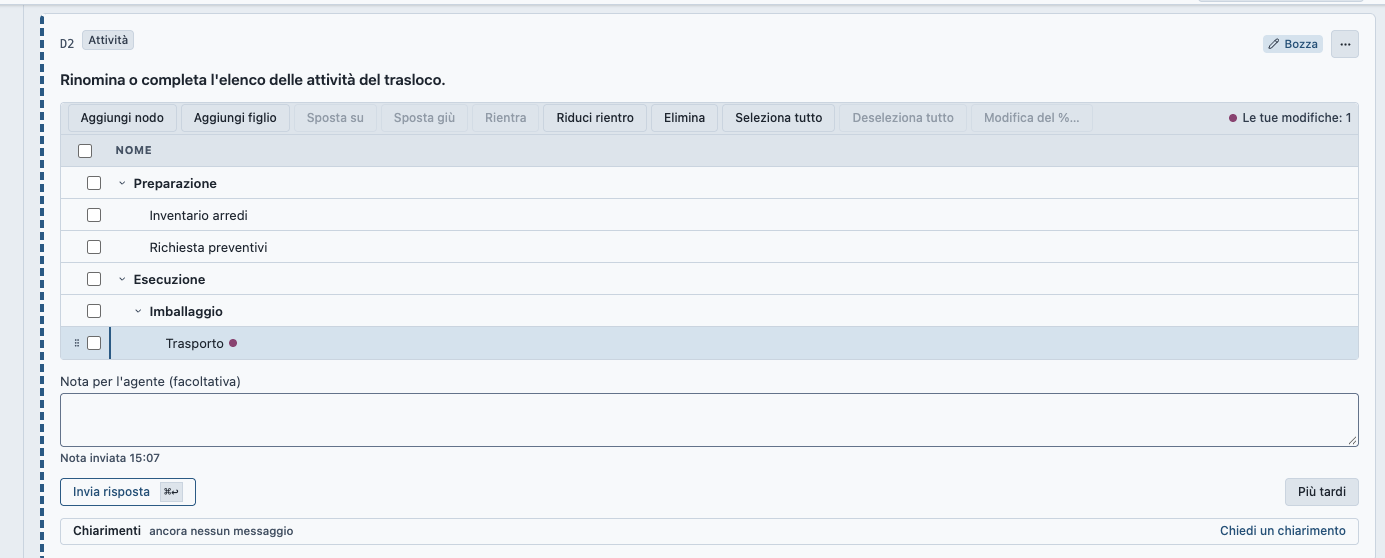 D2 Attività Bozza ...
Rinomina o completa l'elenco delle attività del trasloco.
Aggiungi nodo Aggiungi figlio Sposta su Sposta giù Rientra Riduci rientro Elimina Seleziona tutto Deseleziona tutto Modifica del %... Le tue modifiche: 1
NOME
Preparazione
Inventario arredi
Richiesta preventivi
Esecuzione
Imballaggio
Trasporto
Nota per l'agente (facoltativa)
Nota inviata 15:07
Invia risposta ⌘↩ Più tardi
Chiarimenti ancora nessun messaggio Chiedi un chiarimento